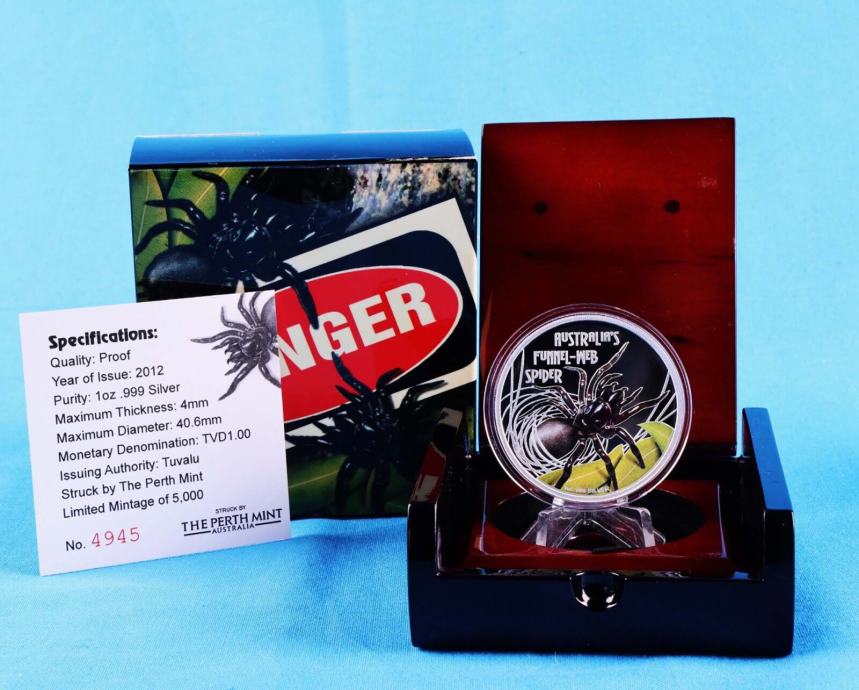 Specifications:
Quality: Proof
Year of Issue: 2012
Purity: 1oz .999 Silver
Maximum Thickness: 4mm
Maximum Diameter: 40.6mm
Monetary Denomination: TVD1.00
Issuing Authority: Tuvalu
Struck by The Perth Mint
Limited Mintage of 5,000
No. 4945
STRUCK BY
THE PERTH MINT
AUSTRALIA
NGER
AUSTRALIA'S
FUNNEL-WEB
SPIDER
SILVER